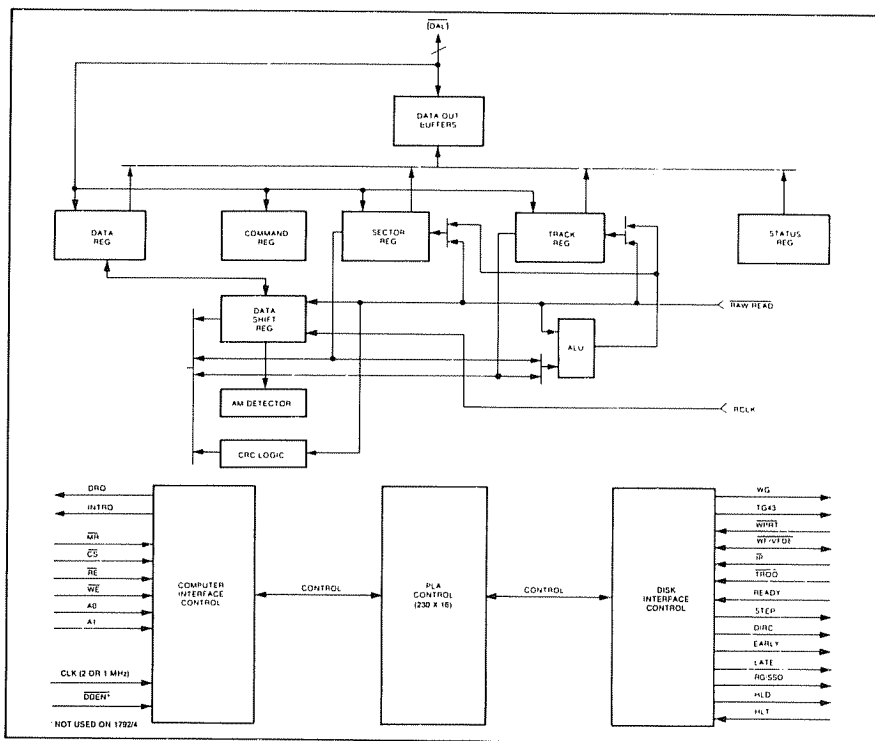 (DAL)
DATA OUT
BUFFERS
DATA
REG
COMMAND
REG
SECTOR
REG
TRACK
REG
STATUS
REG
DATA
SHIFT
REG
RAW READ
ALU
AM DETECTOR
RCLK
CRC LOGIC
DRQ
INTRQ
MR
CS
RE
WE
A0
A1
CLK (2 OR 1 MHz)
DDEN*
*NOT USED ON 1792/4
COMPUTER
INTERFACE
CONTROL
CONTROL
PLA
CONTROL
(230 X 16)
CONTROL
DISK
INTERFACE
CONTROL
WG
TG43
WPRT
WF/VFOE
IP
TR00
READY
STEP
DIRC
EARLY
LATE
RG/SSO
HLD
HLT